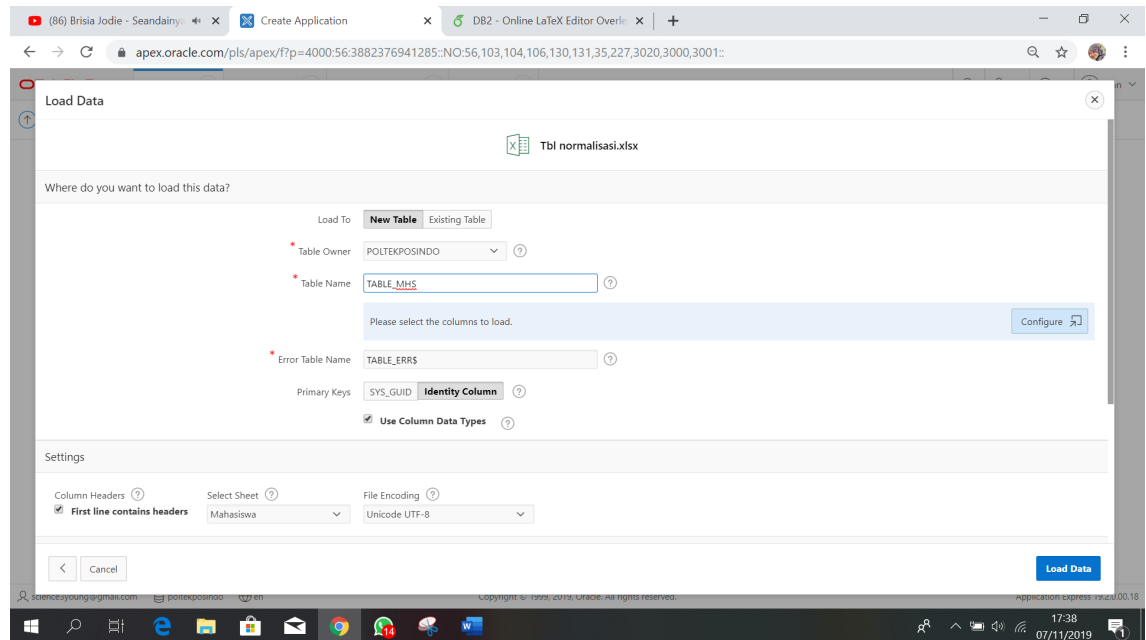 (86) Brisia Jodie - Seandainya
Create Application
DB2 - Online LaTeX Editor Overle
apex.oracle.com/pls/apex/f?p=4000:56:3882376941285::NO:56,103,104,106,130,131,35,227,3020,3000,3001::
Load Data
Tbl normalisasi.xlsx
Where do you want to load this data?
Load To New Table Existing Table
* Table Owner POLTEKPOSINDO
* Table Name TABLE_MHS
Please select the columns to load. Configure
* Error Table Name TABLE_ERR$
Primary Keys SYS_GUID Identity Column
Use Column Data Types
Settings
Column Headers Select Sheet File Encoding
First line contains headers Mahasiswa Unicode UTF-8
Cancel Load Data
science3young@gmail.com poltekposindo en Copyright © 1999, 2019, Oracle. All rights reserved. Application Express 19.2.0.00.18
14
17:38
07/11/2019
1